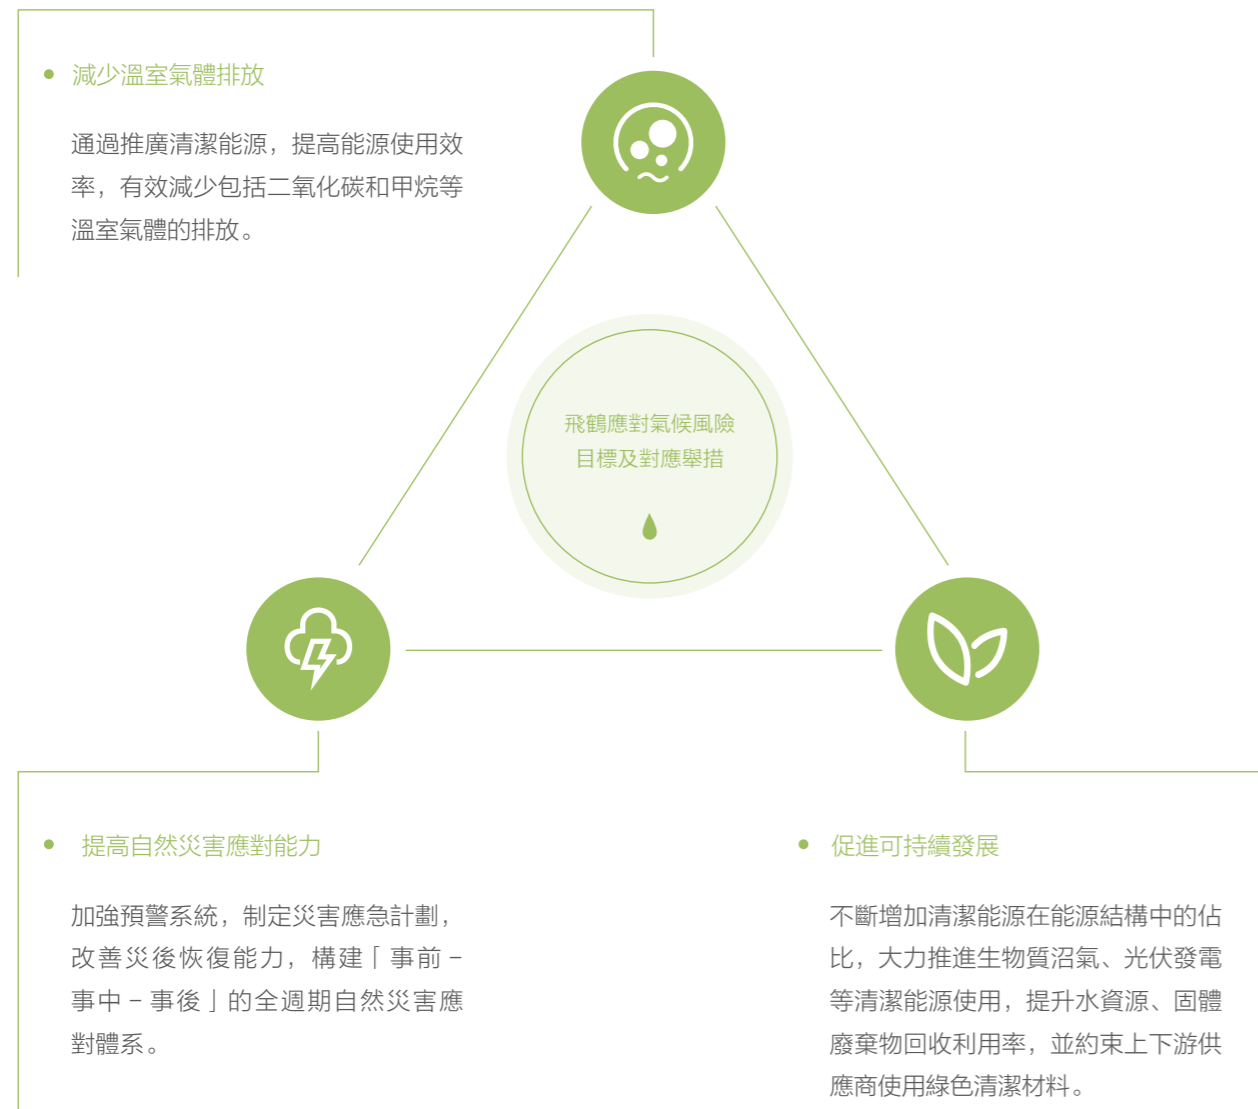 減少溫室氣體排放
通過推廣清潔能源，提高能源使用效
率，有效減少包括二氧化碳和甲烷等
溫室氣體的排放。
飛鶴應對氣候風險
目標及對應舉措
提高自然災害應對能力
加強預警系統，制定災害應急計劃，
改善災後恢復能力，構建「事前－
事中－事後」的全週期自然災害應
對體系。
促進可持續發展
不斷增加清潔能源在能源結構中的佔
比，大力推進生物質沼氣、光伏發電
等清潔能源使用，提升水資源、固體
廢棄物回收利用率，並約束上下游供
應商使用綠色清潔材料。